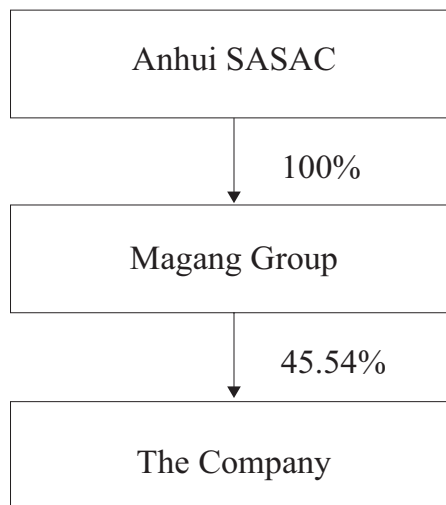 Anhui SASAC
100%
Magang Group
45.54%
The Company